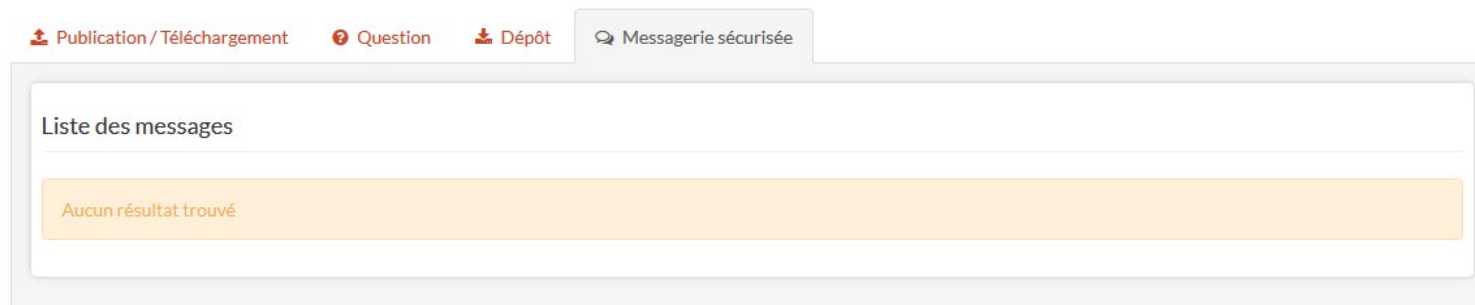 Publication / Téléchargement Question Dépôt Messagerie sécurisée
Liste des messages
Aucun résultat trouvé